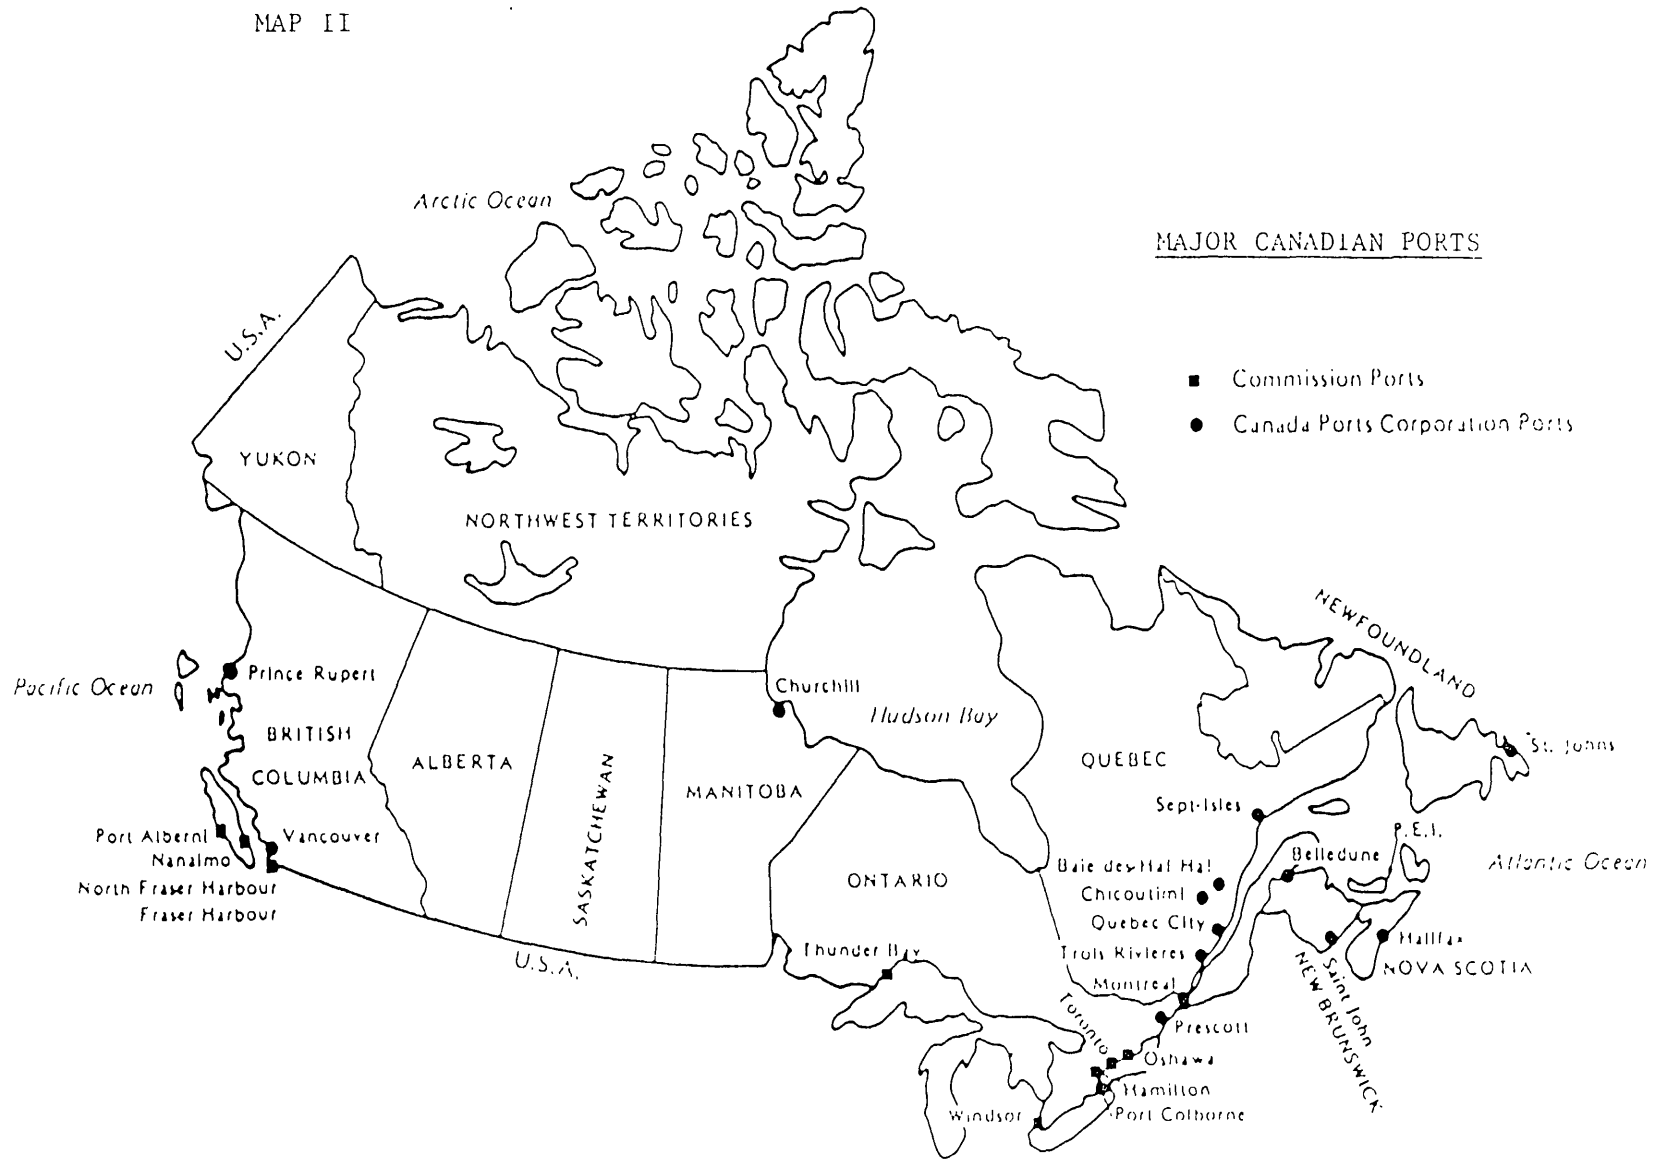 MAP II
Arctic Ocean
MAJOR CANADIAN PORTS
U.S.A.
Commission Ports
Canada Ports Corporation Ports
YUKON
NORTHWEST TERRITORIES
NEWFOUNDLAND
Prince Rupert
Pacific Ocean
Churchill
Hudson Bay
BRITISH
COLUMBIA
ALBERTA
SASKATCHEWAN
MANITOBA
QUEBEC
St. Johns
Sept-Isles
Port Alberni
Vancouver
Nanaimo
North Fraser Harbour
Fraser Harbour
P.E.I.
Belledune
Atlantic Ocean
Baie des Ha! Ha!
Chicoutimi
ONTARIO
Quebec City
Trois Rivieres
Halifax
NOVA SCOTIA
Thunder Bay
U.S.A.
Montreal
Saint John
NEW BRUNSWICK
Toronto
Prescott
Oshawa
Hamilton
Windsor
Port Colborne